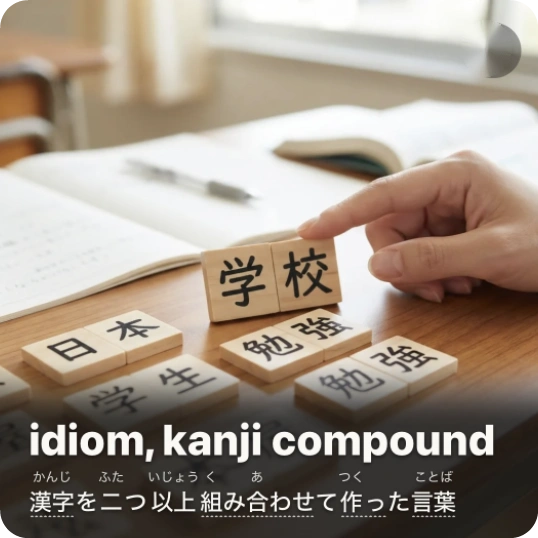 学校
日本
勉強
学生
勉強
idiom, kanji compound
かんじ ふた いじょう く あ つく ことば
漢字を二つ以上組み合わせて作った言葉